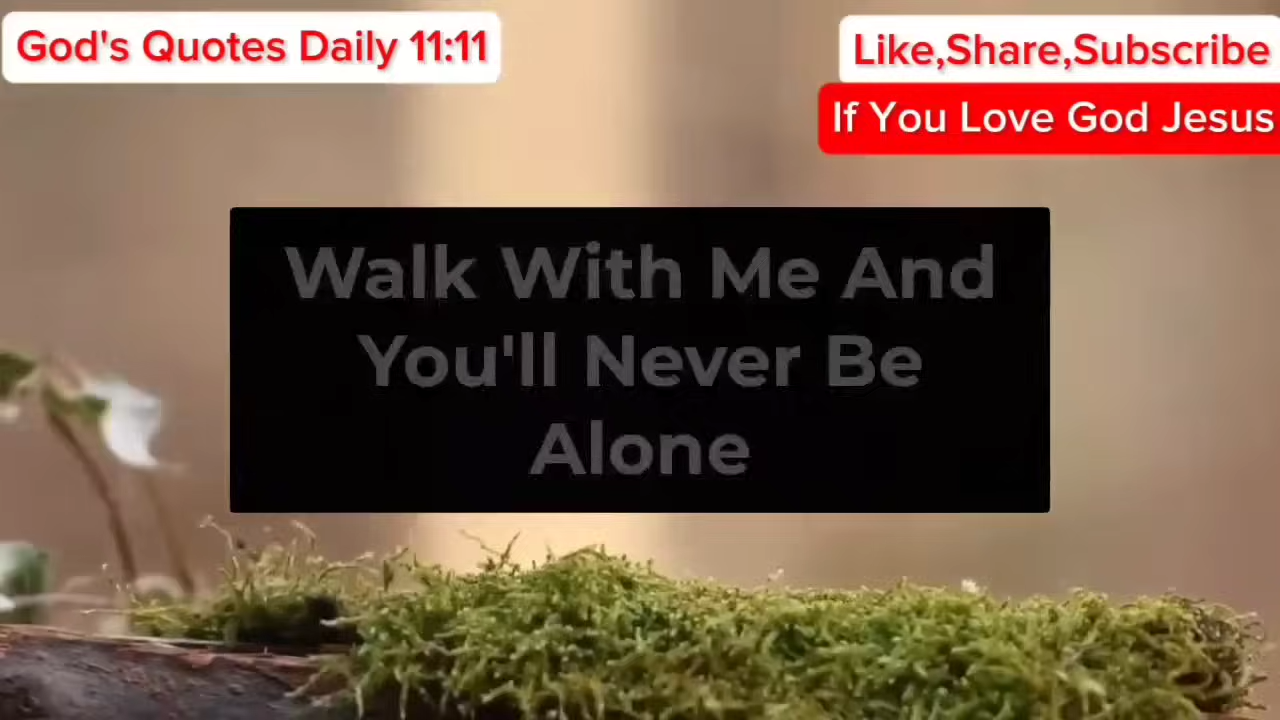 God's Quotes Daily 11:11
Like,Share,Subscribe
If You Love God Jesus
Walk With Me And
You'll Never Be
Alone